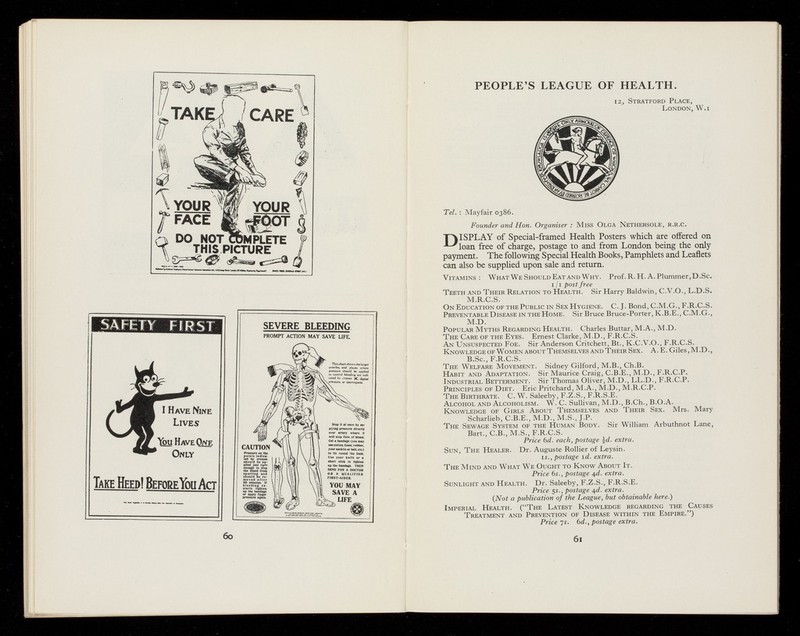 TAKE CARE
YOUR FACE
YOUR FOOT
DO NOT COMPLETE
THIS PICTURE
SAFETY FIRST
I HAVE NINE
LIVES
YOU HAVE ONE
ONLY
TAKE HEED! BEFORE YOU ACT
SEVERE BLEEDING
PROMPT ACTION MAY SAVE LIFE
CAUTION
YOU MAY
SAVE A
LIFE
60
PEOPLE'S LEAGUE OF HEALTH.
12, STRATFORD PLACE,
LONDON, W.1
Tel.: Mayfair 0386.
Founder and Hon. Organiser: MISS OLGA NETHERSOLE, R.R.C.
DISPLAY of Special-framed Health Posters which are offered on
loan free of charge, postage to and from London being the only
payment. The following Special Health Books, Pamphlets and Leaflets
can also be supplied upon sale and return.
VITAMINS: WHAT WE SHOULD EAT AND WHY. Prof. R. H. A. Plummer, D.Sc.
1/1 post free
TEETH AND THEIR RELATION TO HEALTH. Sir Harry Baldwin, C.V.O., L.D.S.
M.R.C.S.
ON EDUCATION OF THE PUBLIC IN SEX HYGIENE. C. J. Bond, C.M.G., F.R.C.S.
PREVENTABLE DISEASE IN THE HOME. Sir Bruce Bruce-Porter, K.B.E., C.M.G.,
M.D.
POPULAR MYTHS REGARDING HEALTH. Charles Buttar, M.A., M.D.
THE CARE OF THE EYES. Ernest Clarke, M.D., F.R.C.S.
AN UNSUSPECTED FOE. Sir Anderson Critchett, Bt., K.C.V.O., F.R.C.S.
KNOWLEDGE OF WOMEN ABOUT THEMSELVES AND THEIR SEX. A. E. Giles, M.D.,
B.Sc., F.R.C.S.
THE WELFARE MOVEMENT. Sidney Gilford, M.B., Ch.B.
HABIT AND ADAPTATION. Sir Maurice Craig, C.B.E., M.D., F.R.C.P.
INDUSTRIAL BETTERMENT. Sir Thomas Oliver, M.D., LL.D., F.R.C.P.
PRINCIPLES OF DIET. Eric Pritchard, M.A., M.D., M.R.C.P.
THE BIRTHRATE. C. W. Saleeby, F.Z.S., F.R.S.E.
ALCOHOL AND ALCOHOLISM. W. C. Sullivan, M.D., B.Ch., B.O.A.
KNOWLEDGE OF GIRLS ABOUT THEMSELVES AND THEIR SEX. Mrs. Mary
Scharlieb, C.B.E., M.D., M.S., J.P.
THE SEWAGE SYSTEM OF THE HUMAN BODY. Sir William Arbuthnot Lane,
Bart., C.B., M.S., F.R.C.S.
Price 6d. each, postage ½d. extra.
SUN, THE HEALER. Dr. Auguste Rollier of Leysin.
1s., postage 1d. extra.
THE MIND AND WHAT WE OUGHT TO KNOW ABOUT IT.
Price 6s., postage 4d. extra.
SUNLIGHT AND HEALTH. Dr. Saleeby, F.Z.S., F.R.S.E.
Price 5s., postage 4d. extra.
(Not a publication of the League, but obtainable here.)
IMPERIAL HEALTH. ("THE LATEST KNOWLEDGE REGARDING THE CAUSES
TREATMENT AND PREVENTION OF DISEASE WITHIN THE EMPIRE.")
Price 7s. 6d., postage extra.
61